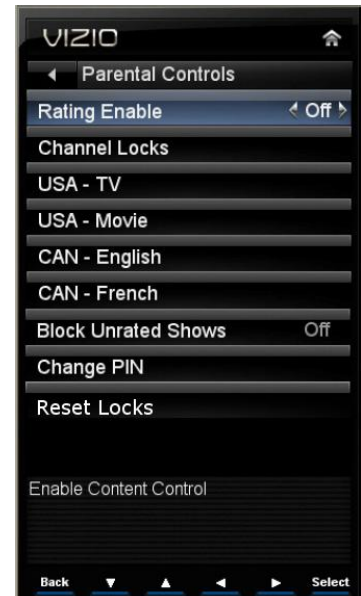 VIZIO
Parental Controls
Rating Enable Off
Channel Locks
USA - TV
USA - Movie
CAN - English
CAN - French
Block Unrated Shows Off
Change PIN
Reset Locks
Enable Content Control
Back Select